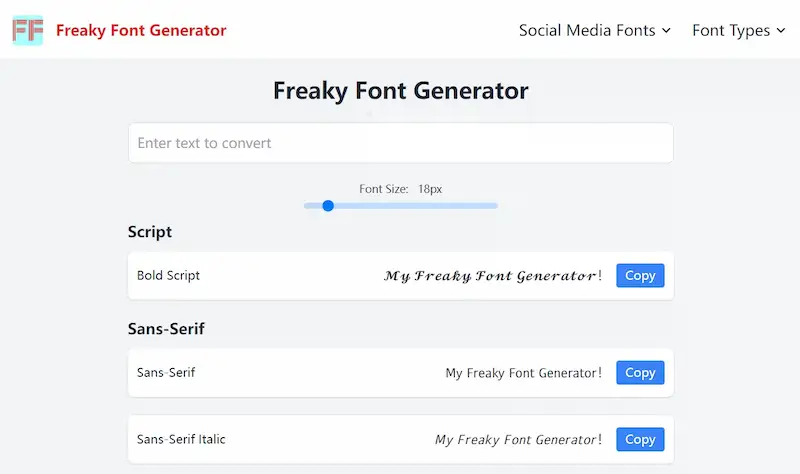 FF Freaky Font Generator Social Media Fonts Font Types
Freaky Font Generator
Enter text to convert
Font Size: 18px
Script
Bold Script 𝓜𝔂 𝓕𝓻𝓮𝓪𝓴𝔂 𝓕𝓸𝓷𝓽 𝓖𝓮𝓷𝓮𝓻𝓪𝓽𝓸𝓻! Copy
Sans-Serif
Sans-Serif My Freaky Font Generator! Copy
Sans-Serif Italic 𝘔𝘺 𝘍𝘳𝘦𝘢𝘬𝘺 𝘍𝘰𝘯𝘵 𝘎𝘦𝘯𝘦𝘳𝘢𝘵𝘰𝘳! Copy